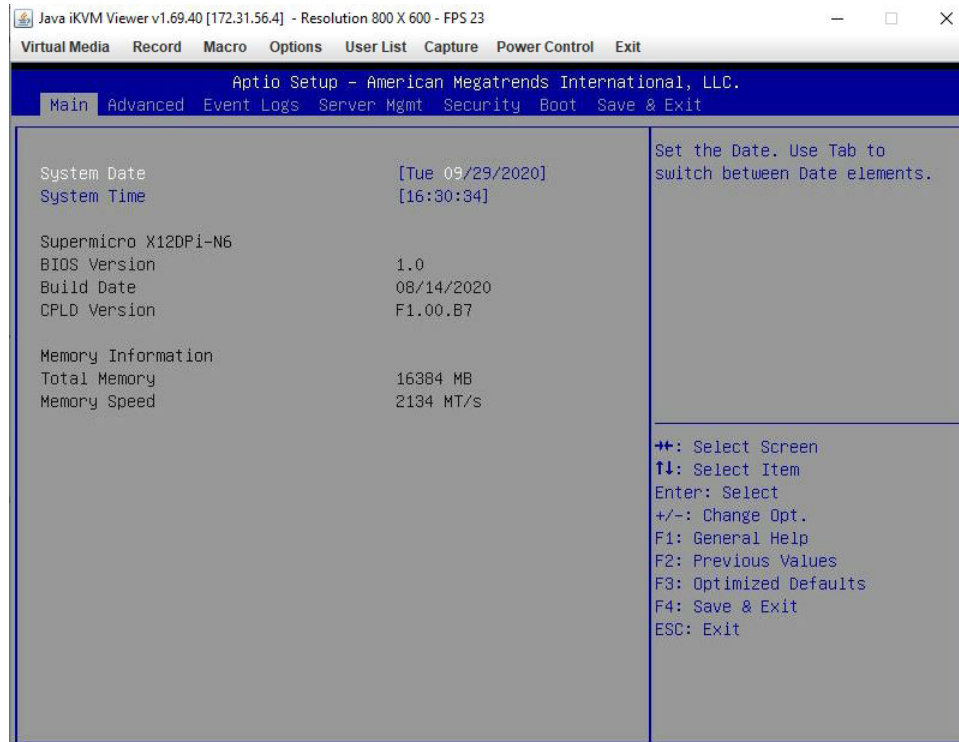 Java iKVM Viewer v1.69.40 [172.31.56.4] - Resolution 800 X 600 - FPS 23
Virtual Media Record Macro Options User List Capture Power Control Exit
Aptio Setup – American Megatrends International, LLC.
Main Advanced Event Logs Server Mgmt Security Boot Save & Exit
System Date [Tue 09/29/2020]
System Time [16:30:34]
Supermicro X12DPi-N6
BIOS Version 1.0
Build Date 08/14/2020
CPLD Version F1.00.B7
Memory Information
Total Memory 16384 MB
Memory Speed 2134 MT/s
Set the Date. Use Tab to
switch between Date elements.
→←: Select Screen
↑↓: Select Item
Enter: Select
+/-: Change Opt.
F1: General Help
F2: Previous Values
F3: Optimized Defaults
F4: Save & Exit
ESC: Exit